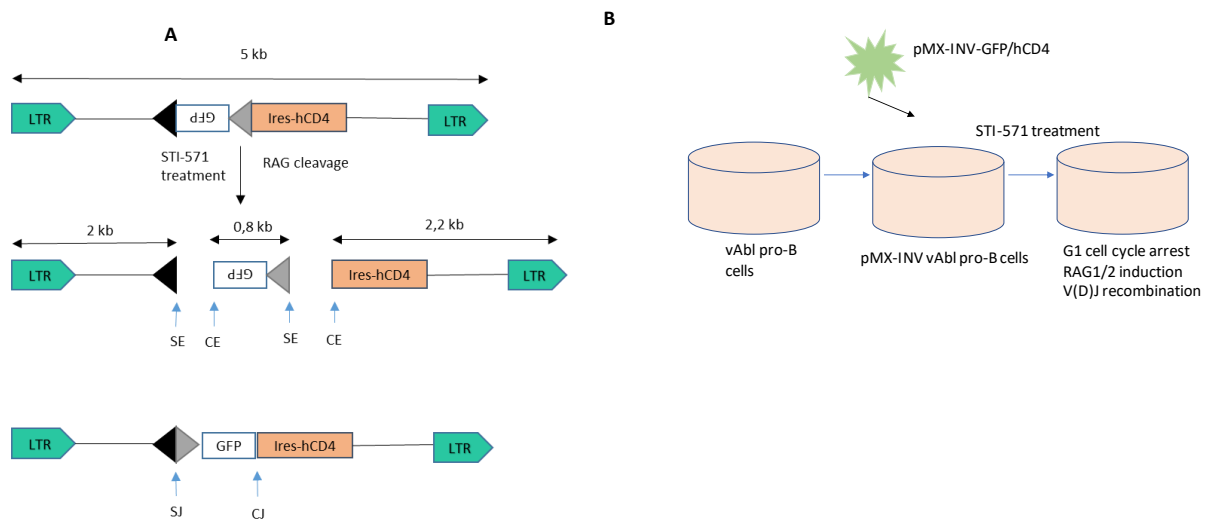 A
5 kb
LTR
GFP
Ires-hCD4
LTR
STI-571
treatment
RAG cleavage
2 kb
0,8 kb
2,2 kb
LTR
GFP
Ires-hCD4
LTR
SE
CE
SE
CE
LTR
GFP
Ires-hCD4
LTR
SJ
CJ
B
pMX-INV-GFP/hCD4
STI-571 treatment
vAbl pro-B
cells
pMX-INV vAbl pro-B cells
G1 cell cycle arrest
RAG1/2 induction
V(D)J recombination